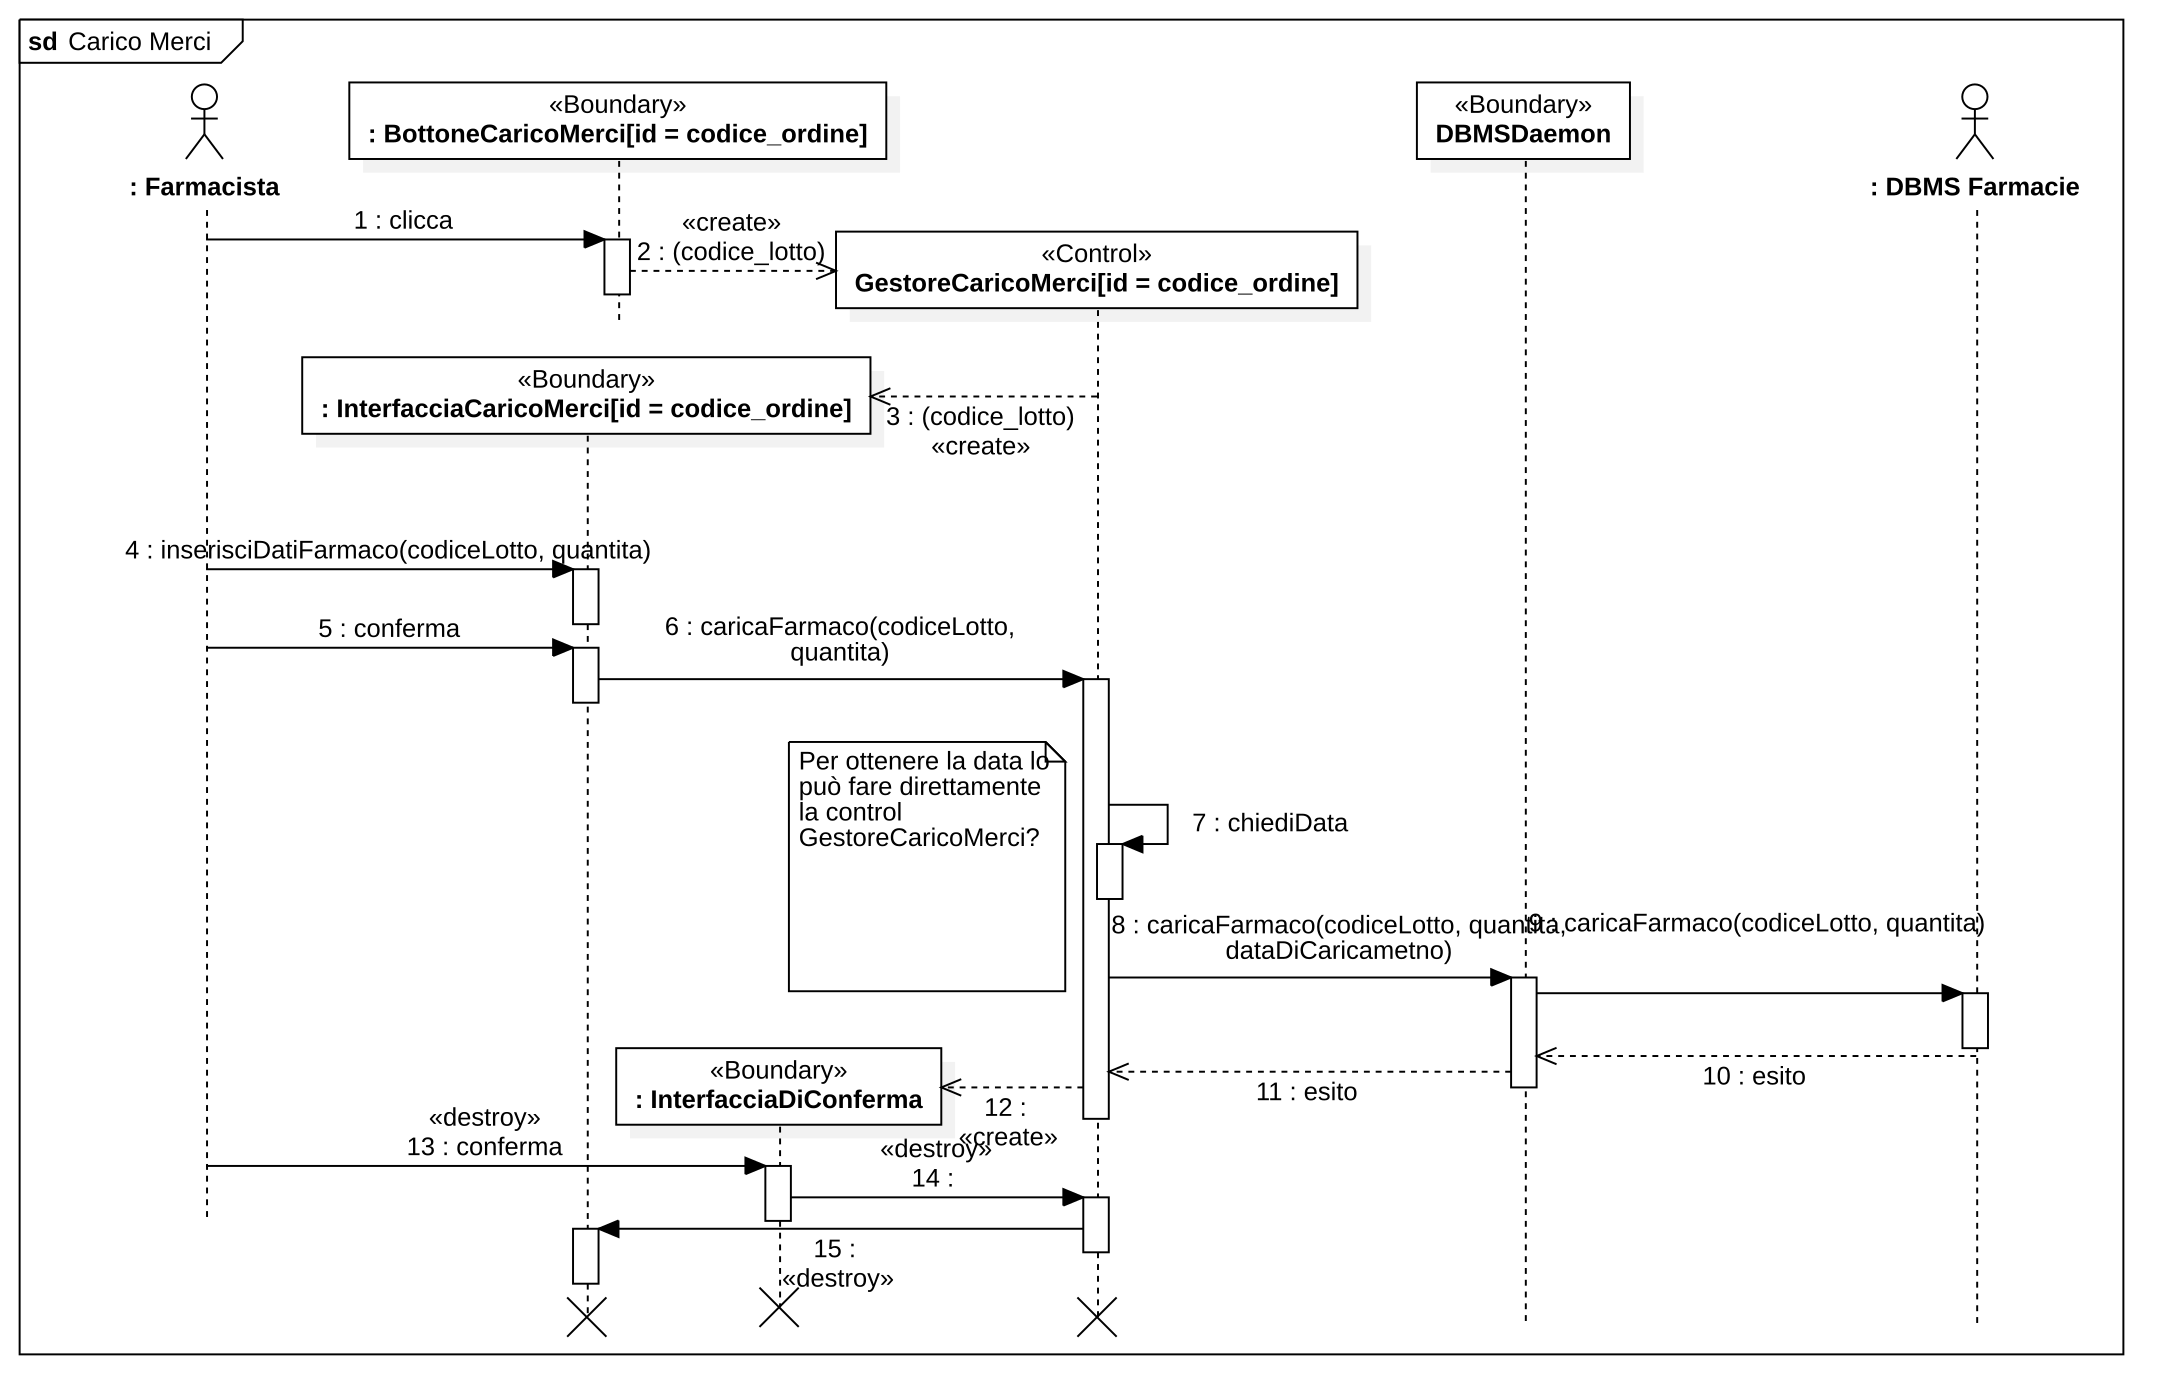 sd Carico Merci
: Farmacista
«Boundary»
: BottoneCaricoMerci[id = codice_ordine]
«Boundary»
DBMSDaemon
: DBMS Farmacie
1 : clicca
«create»
2 : (codice_lotto)
«Control»
GestoreCaricoMerci[id = codice_ordine]
«Boundary»
: InterfacciaCaricoMerci[id = codice_ordine]
3 : (codice_lotto)
«create»
4 : inserisciDatiFarmaco(codiceLotto, quantita)
5 : conferma
6 : caricaFarmaco(codiceLotto,
quantita)
Per ottenere la data lo
può fare direttamente
la control
GestoreCaricoMerci?
7 : chiediData
8 : caricaFarmaco(codiceLotto, quantita,
dataDiCaricametno)
9 : caricaFarmaco(codiceLotto, quantita)
10 : esito
11 : esito
«Boundary»
: InterfacciaDiConferma
12 :
«create»
«destroy»
13 : conferma
«destroy»
14 :
15 :
«destroy»